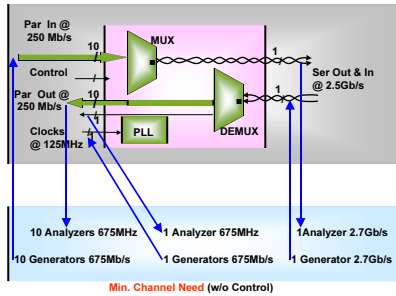 Par In @
250 Mb/s
10
MUX
1
Control
Ser Out & In
@ 2.5Gb/s
Par Out @
250 Mb/s
10
1
1
Clocks
@ 125MHz
PLL
DEMUX
10 Analyzers 675MHz
1 Analyzer 675MHz
1Analyzer 2.7Gb/s
10 Generators 675Mb/s
1 Generators 675Mb/s
1 Generator 2.7Gb/s
Min. Channel Need (w/o Control)